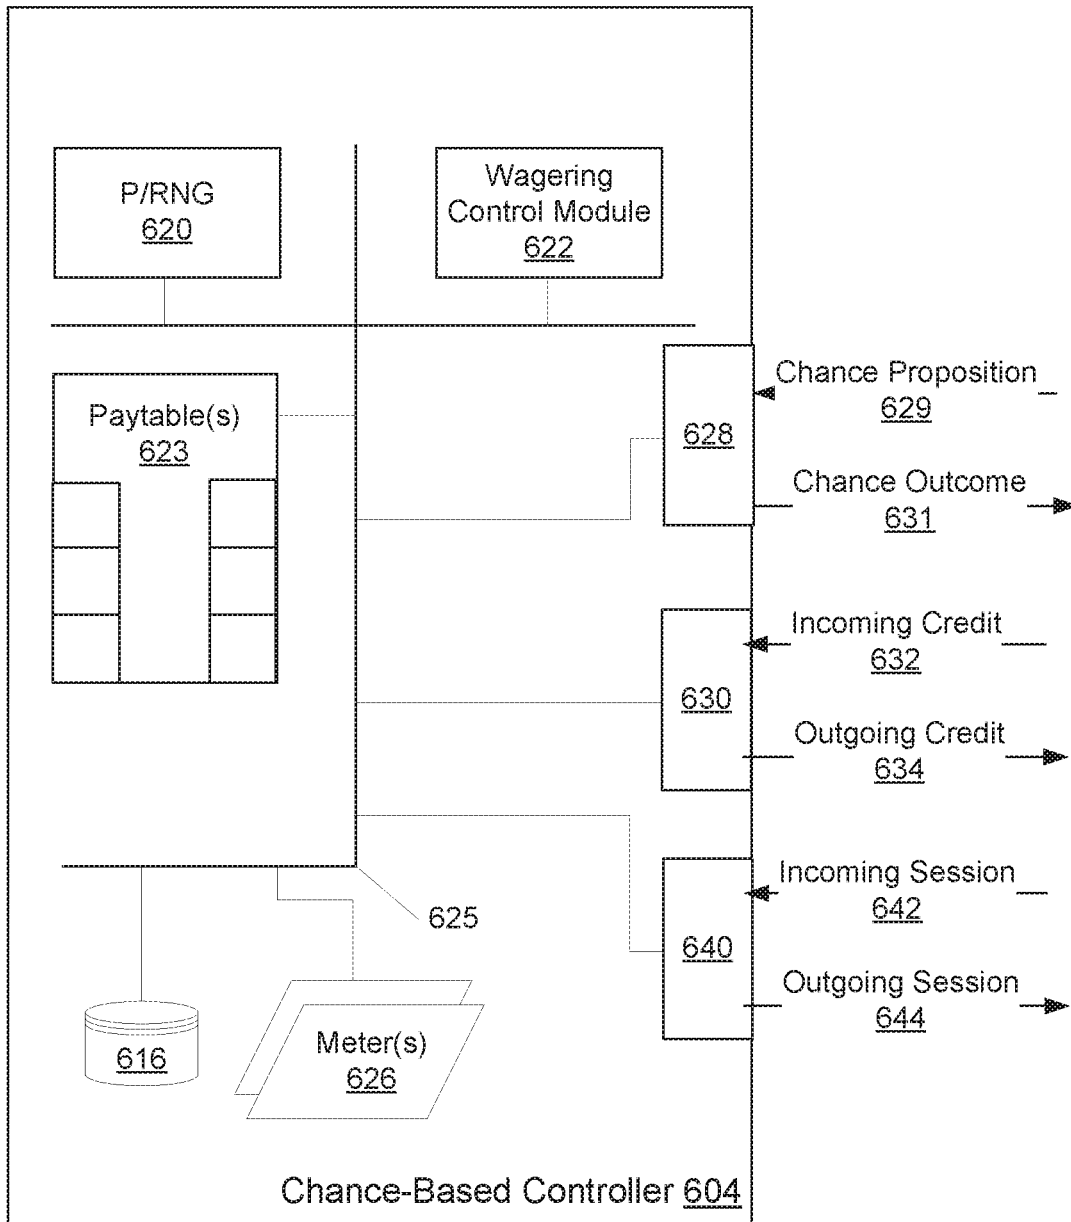 P/RNG
620
Wagering
Control Module
622
Paytable(s)
623
628
Chance Proposition
629
Chance Outcome
631
630
Incoming Credit
632
Outgoing Credit
634
625
640
Incoming Session
642
Outgoing Session
644
616
Meter(s)
626
Chance-Based Controller 604